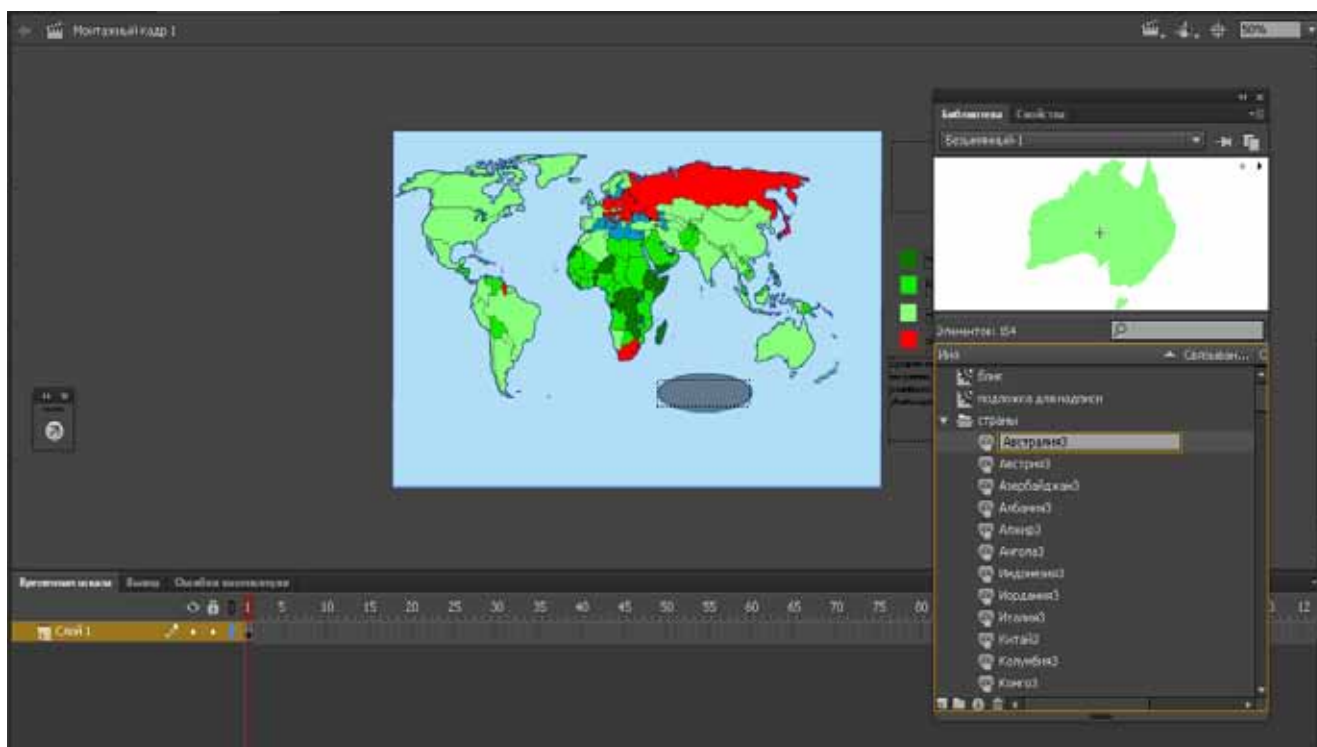 Монтажный кадр 1
50%
Библиотека Свойства
Безымянный-1
Элементов: 154
Имя Связыван...
блик
подложка для надписи
страны
Австралия3
Австрия3
Азербайджан3
Албания3
Алжир3
Ангола3
Индонезия3
Иордания3
Италия3
Китай3
Колумбия3
Конго3
Временная шкала Вывод Ошибки компиляции
1 5 10 15 20 25 30 35 40 45 50 55 60 65 70 75 80
Слой 1